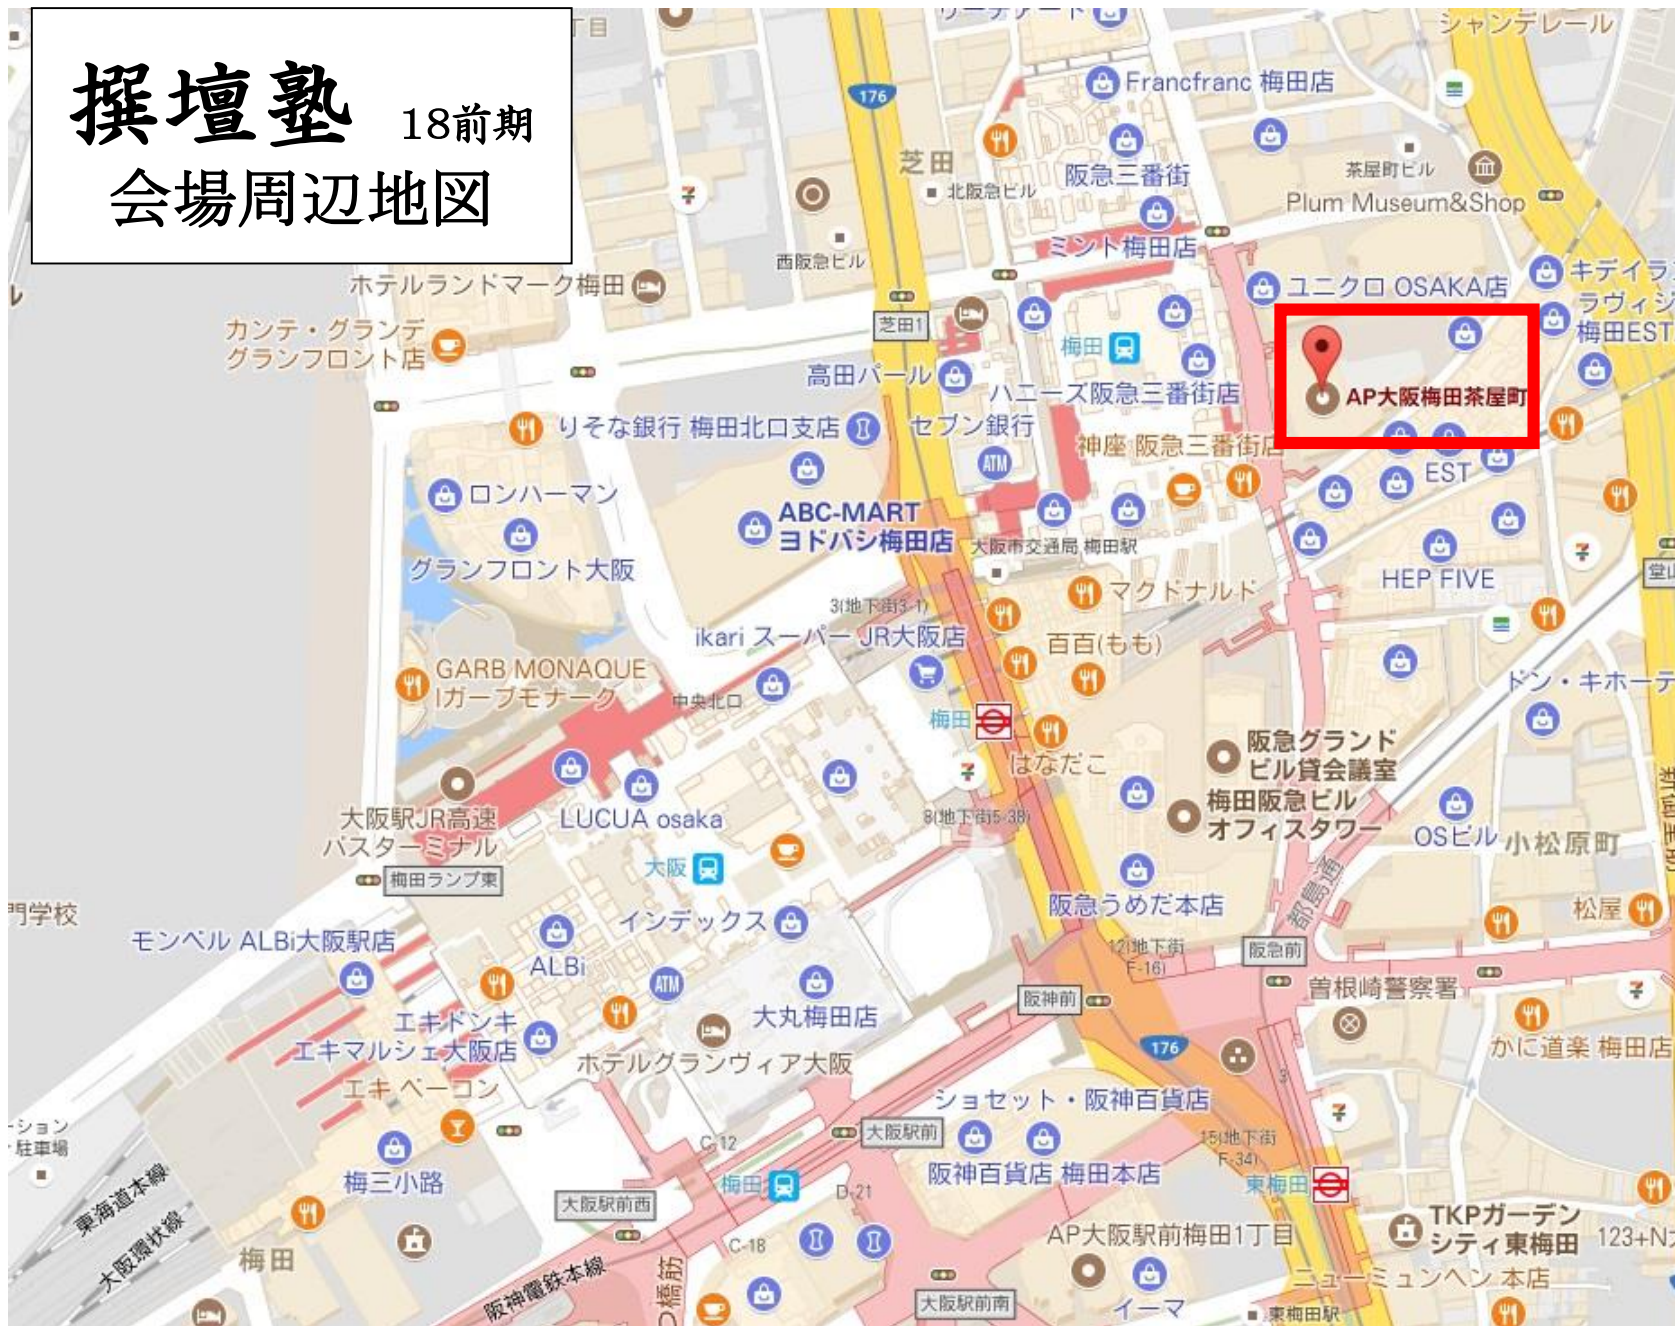 撰壇塾 18前期
会場周辺地図
丁目
シャンデレール
176
Francfranc 梅田店
芝田
北阪急ビル
阪急三番街
茶屋町ビル
Plum Museum&Shop
西阪急ビル
ミント梅田店
ホテルランドマーク梅田
ユニクロ OSAKA店
キデイラ
ラヴィジ
梅田EST
カンテ・グランデ
グランフロント店
芝田1
梅田
高田パール
ハニーズ阪急三番街店
AP大阪梅田茶屋町
りそな銀行 梅田北口支店
セブン銀行
ATM
神座 阪急三番街店
EST
ロンハーマン
ABC-MART
ヨドバシ梅田店
大阪市交通局 梅田駅
グランフロント大阪
HEP FIVE
堂山
マクドナルド
3(地下街3-1)
ikari スーパー JR大阪店
百百(もも)
GARB MONAQUE
|ガーブモナーク
中央北口
梅田
ドン・キホーテ
はなだこ
阪急グランド
ビル貸会議室
梅田阪急ビル
オフィスタワー
大阪駅JR高速
バスターミナル
LUCUA osaka
8(地下街5-38)
OSビル
小松原町
大阪
梅田ランプ東
都島通
門学校
インデックス
阪急うめだ本店
松屋
モンベル ALBi大阪駅店
ALBi
12(地下街
F-16)
阪急前
ATM
阪神前
曽根崎警察署
大丸梅田店
エキドンキ
エキマルシェ大阪店
ホテルグランヴィア大阪
176
かに道楽 梅田店
エキ ベーコン
3
ショセット・阪神百貨店
ーション
駐車場
C-12
大阪駅前
15(地下街
F-34)
阪神百貨店 梅田本店
梅三小路
梅田
D-21
東梅田
東海道本線
大阪駅前西
大阪環状線
C-18
AP大阪駅前梅田1丁目
TKPガーデン
シティ東梅田
123+N
梅田
阪神電鉄本線
橋筋
大阪駅前南
ニューミュンヘン 本店
イーマ
東梅田駅